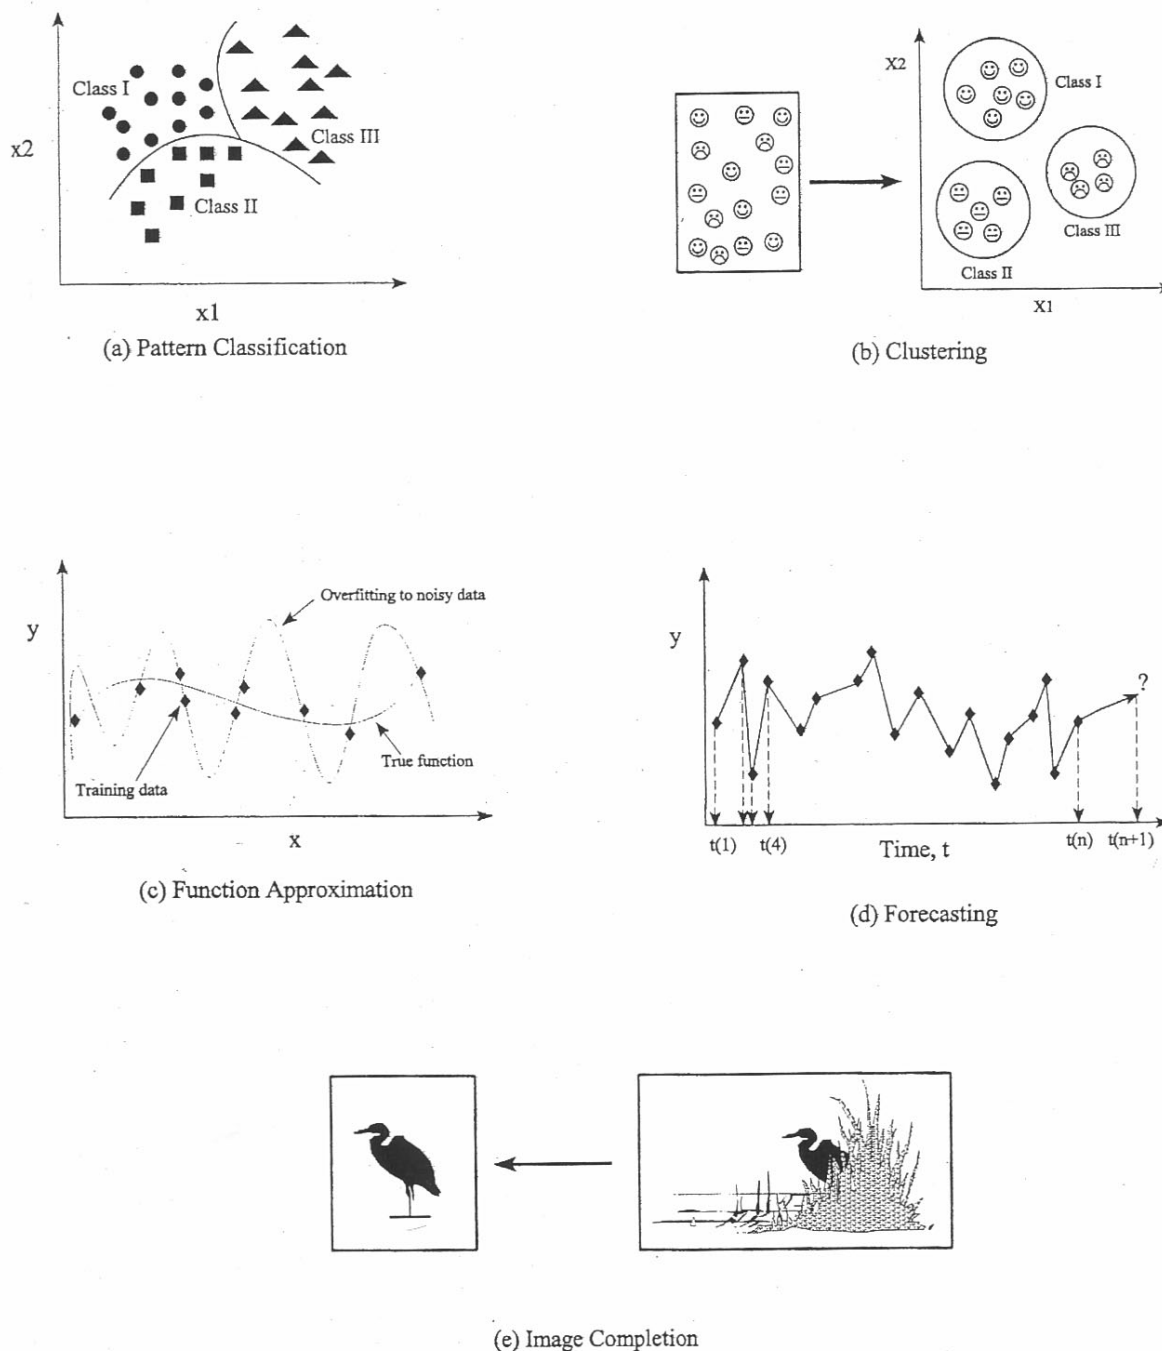 Class I
x2
Class III
Class II
x1
(a) Pattern Classification
X2
Class I
Class III
Class II
X1
(b) Clustering
Overfitting to noisy data
y
True function
Training data
x
(c) Function Approximation
y
?
t(1)
t(4)
Time, t
t(n)
t(n+1)
(d) Forecasting
(e) Image Completion